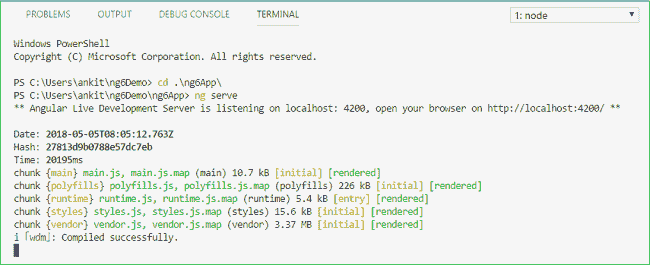 PROBLEMS OUTPUT DEBUG CONSOLE TERMINAL 1: node
Windows PowerShell
Copyright (C) Microsoft Corporation. All rights reserved.
PS C:\Users\ankit\ng6Demo> cd .\ng6App\
PS C:\Users\ankit\ng6Demo\ng6App> ng serve
** Angular Live Development Server is listening on localhost: 4200, open your browser on http://localhost:4200/ **
Date: 2018-05-05T08:05:12.763Z
Hash: 27813d9b0788e57dc7eb
Time: 20195ms
chunk {main} main.js, main.js.map (main) 10.7 kB [initial] [rendered]
chunk {polyfills} polyfills.js, polyfills.js.map (polyfills) 226 kB [initial] [rendered]
chunk {runtime} runtime.js, runtime.js.map (runtime) 5.4 kB [entry] [rendered]
chunk {styles} styles.js, styles.js.map (styles) 15.6 kB [initial] [rendered]
chunk {vendor} vendor.js, vendor.js.map (vendor) 3.37 MB [initial] [rendered]
i ｢wdm｣: Compiled successfully.